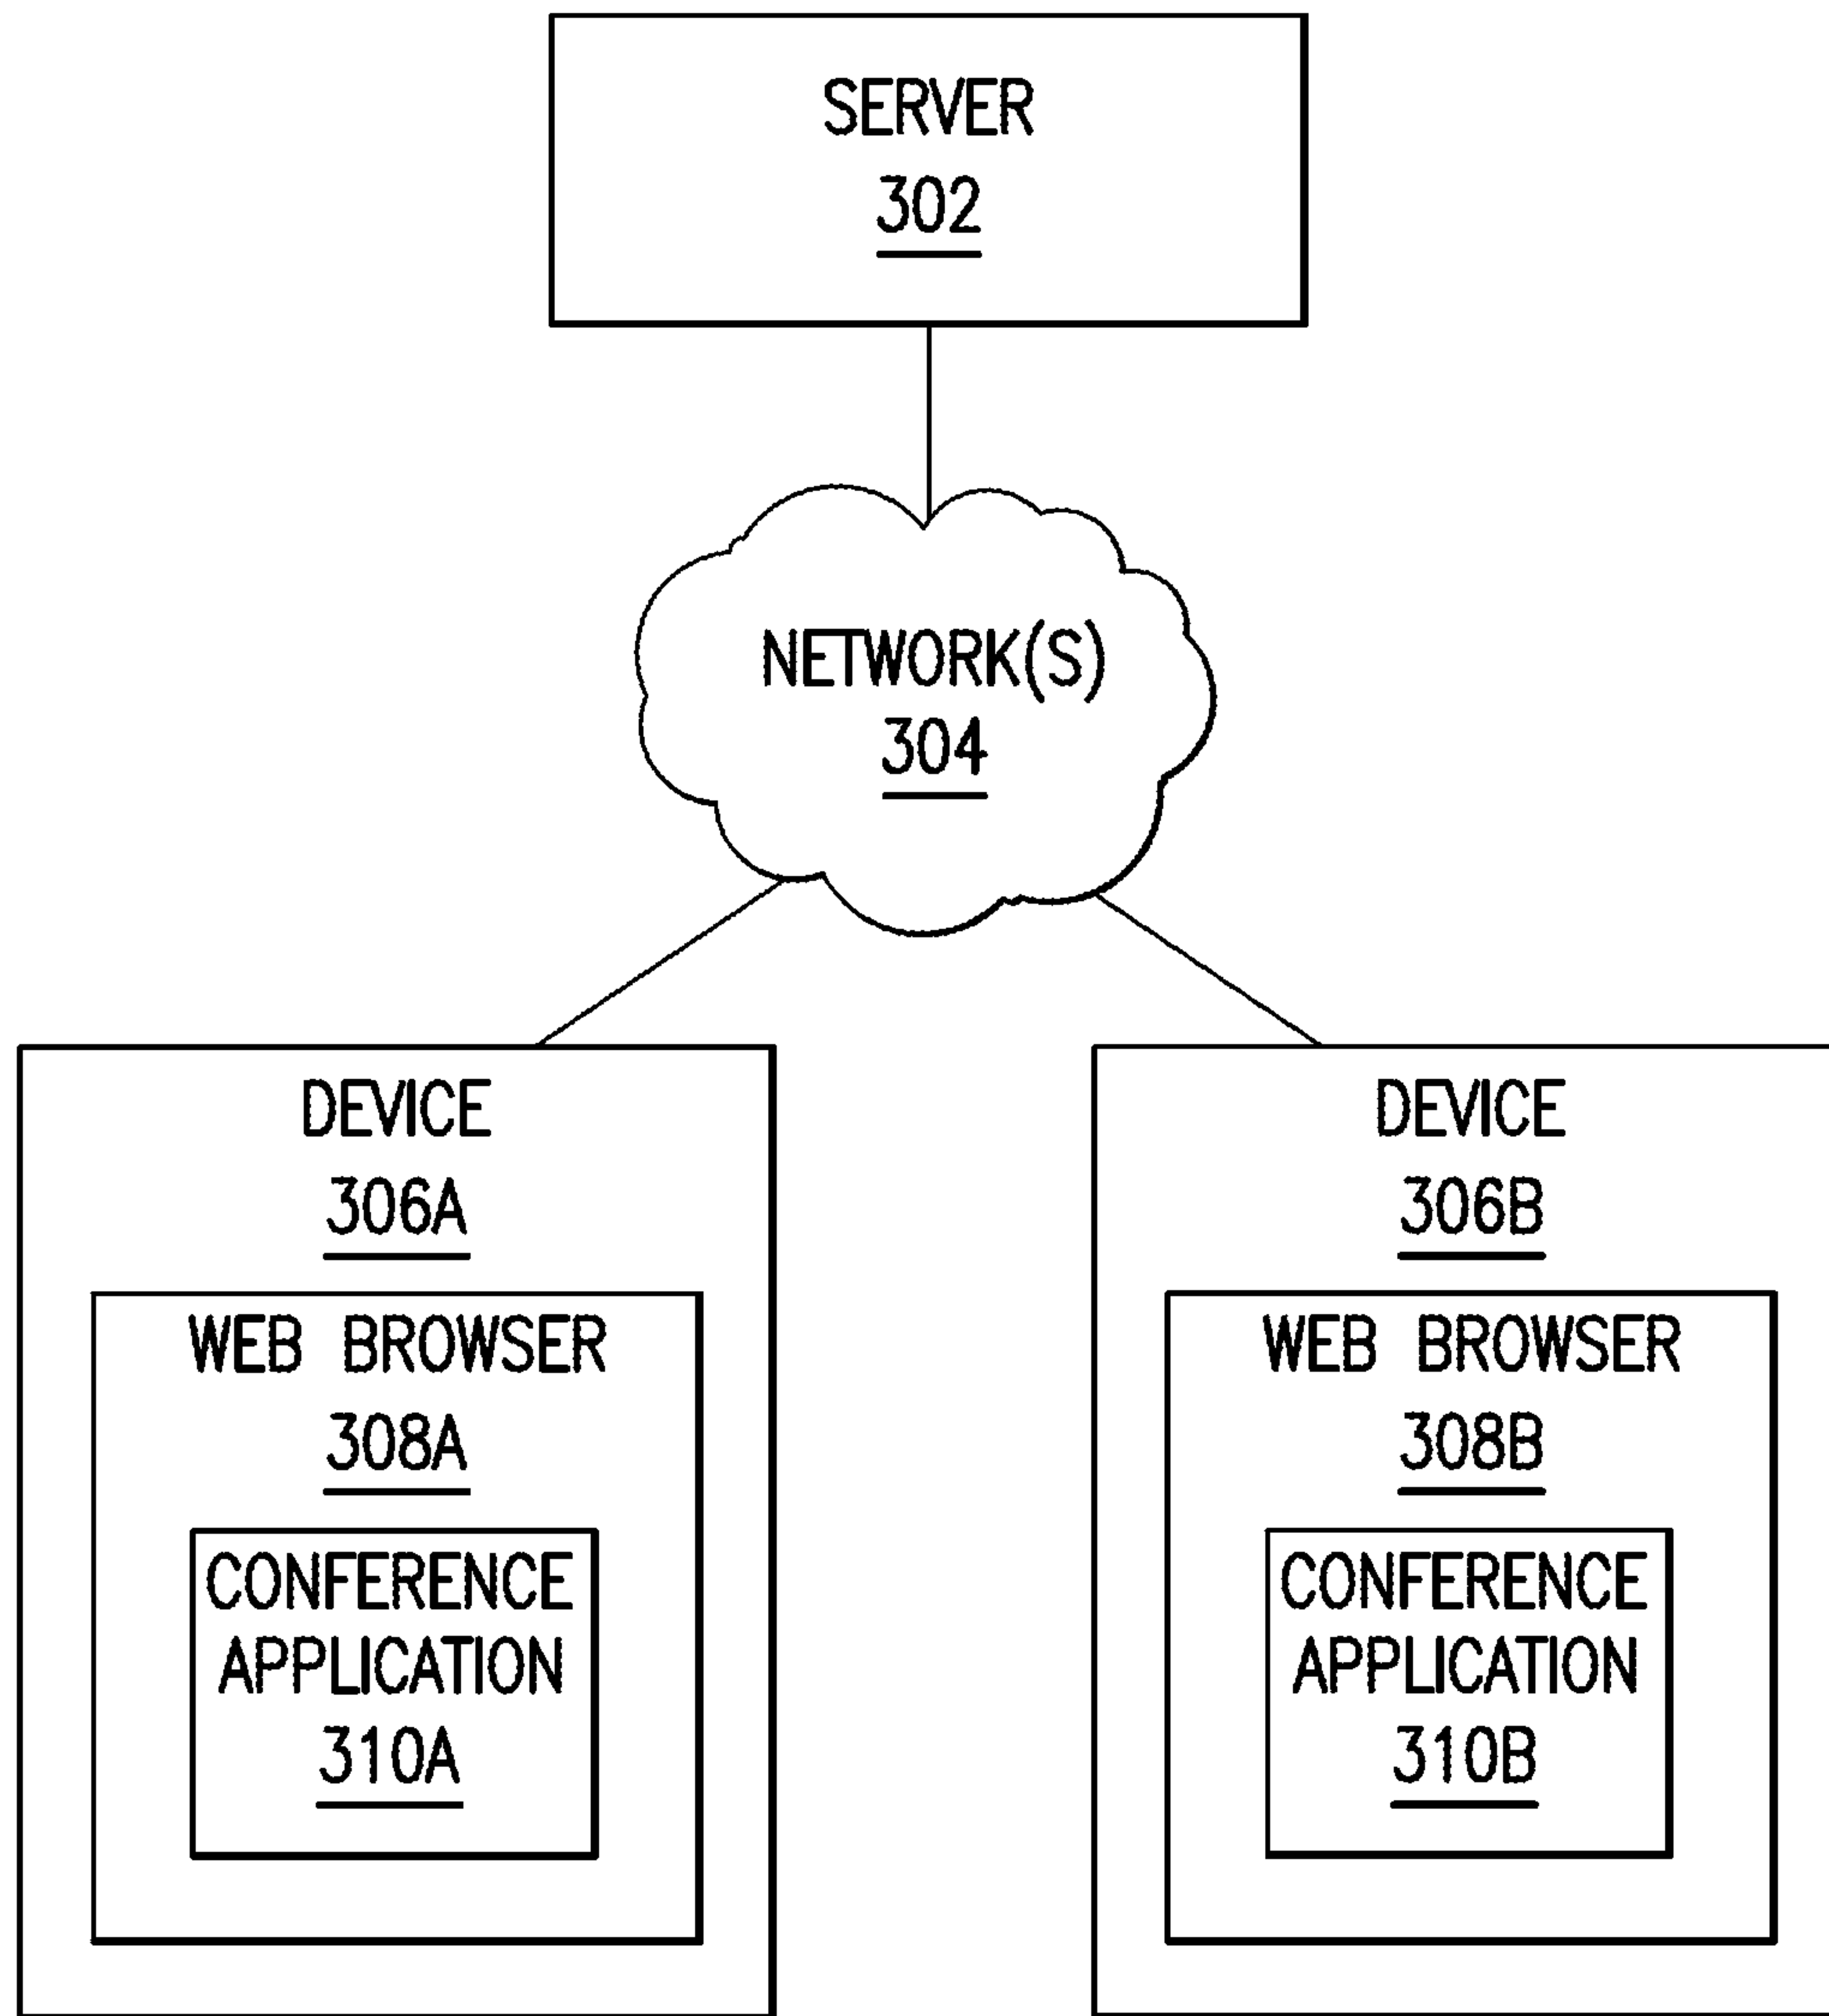 SERVER
302
NETWORK(S)
304
DEVICE
306A
WEB BROWSER
308A
CONFERENCE
APPLICATION
310A
DEVICE
306B
WEB BROWSER
308B
CONFERENCE
APPLICATION
310B